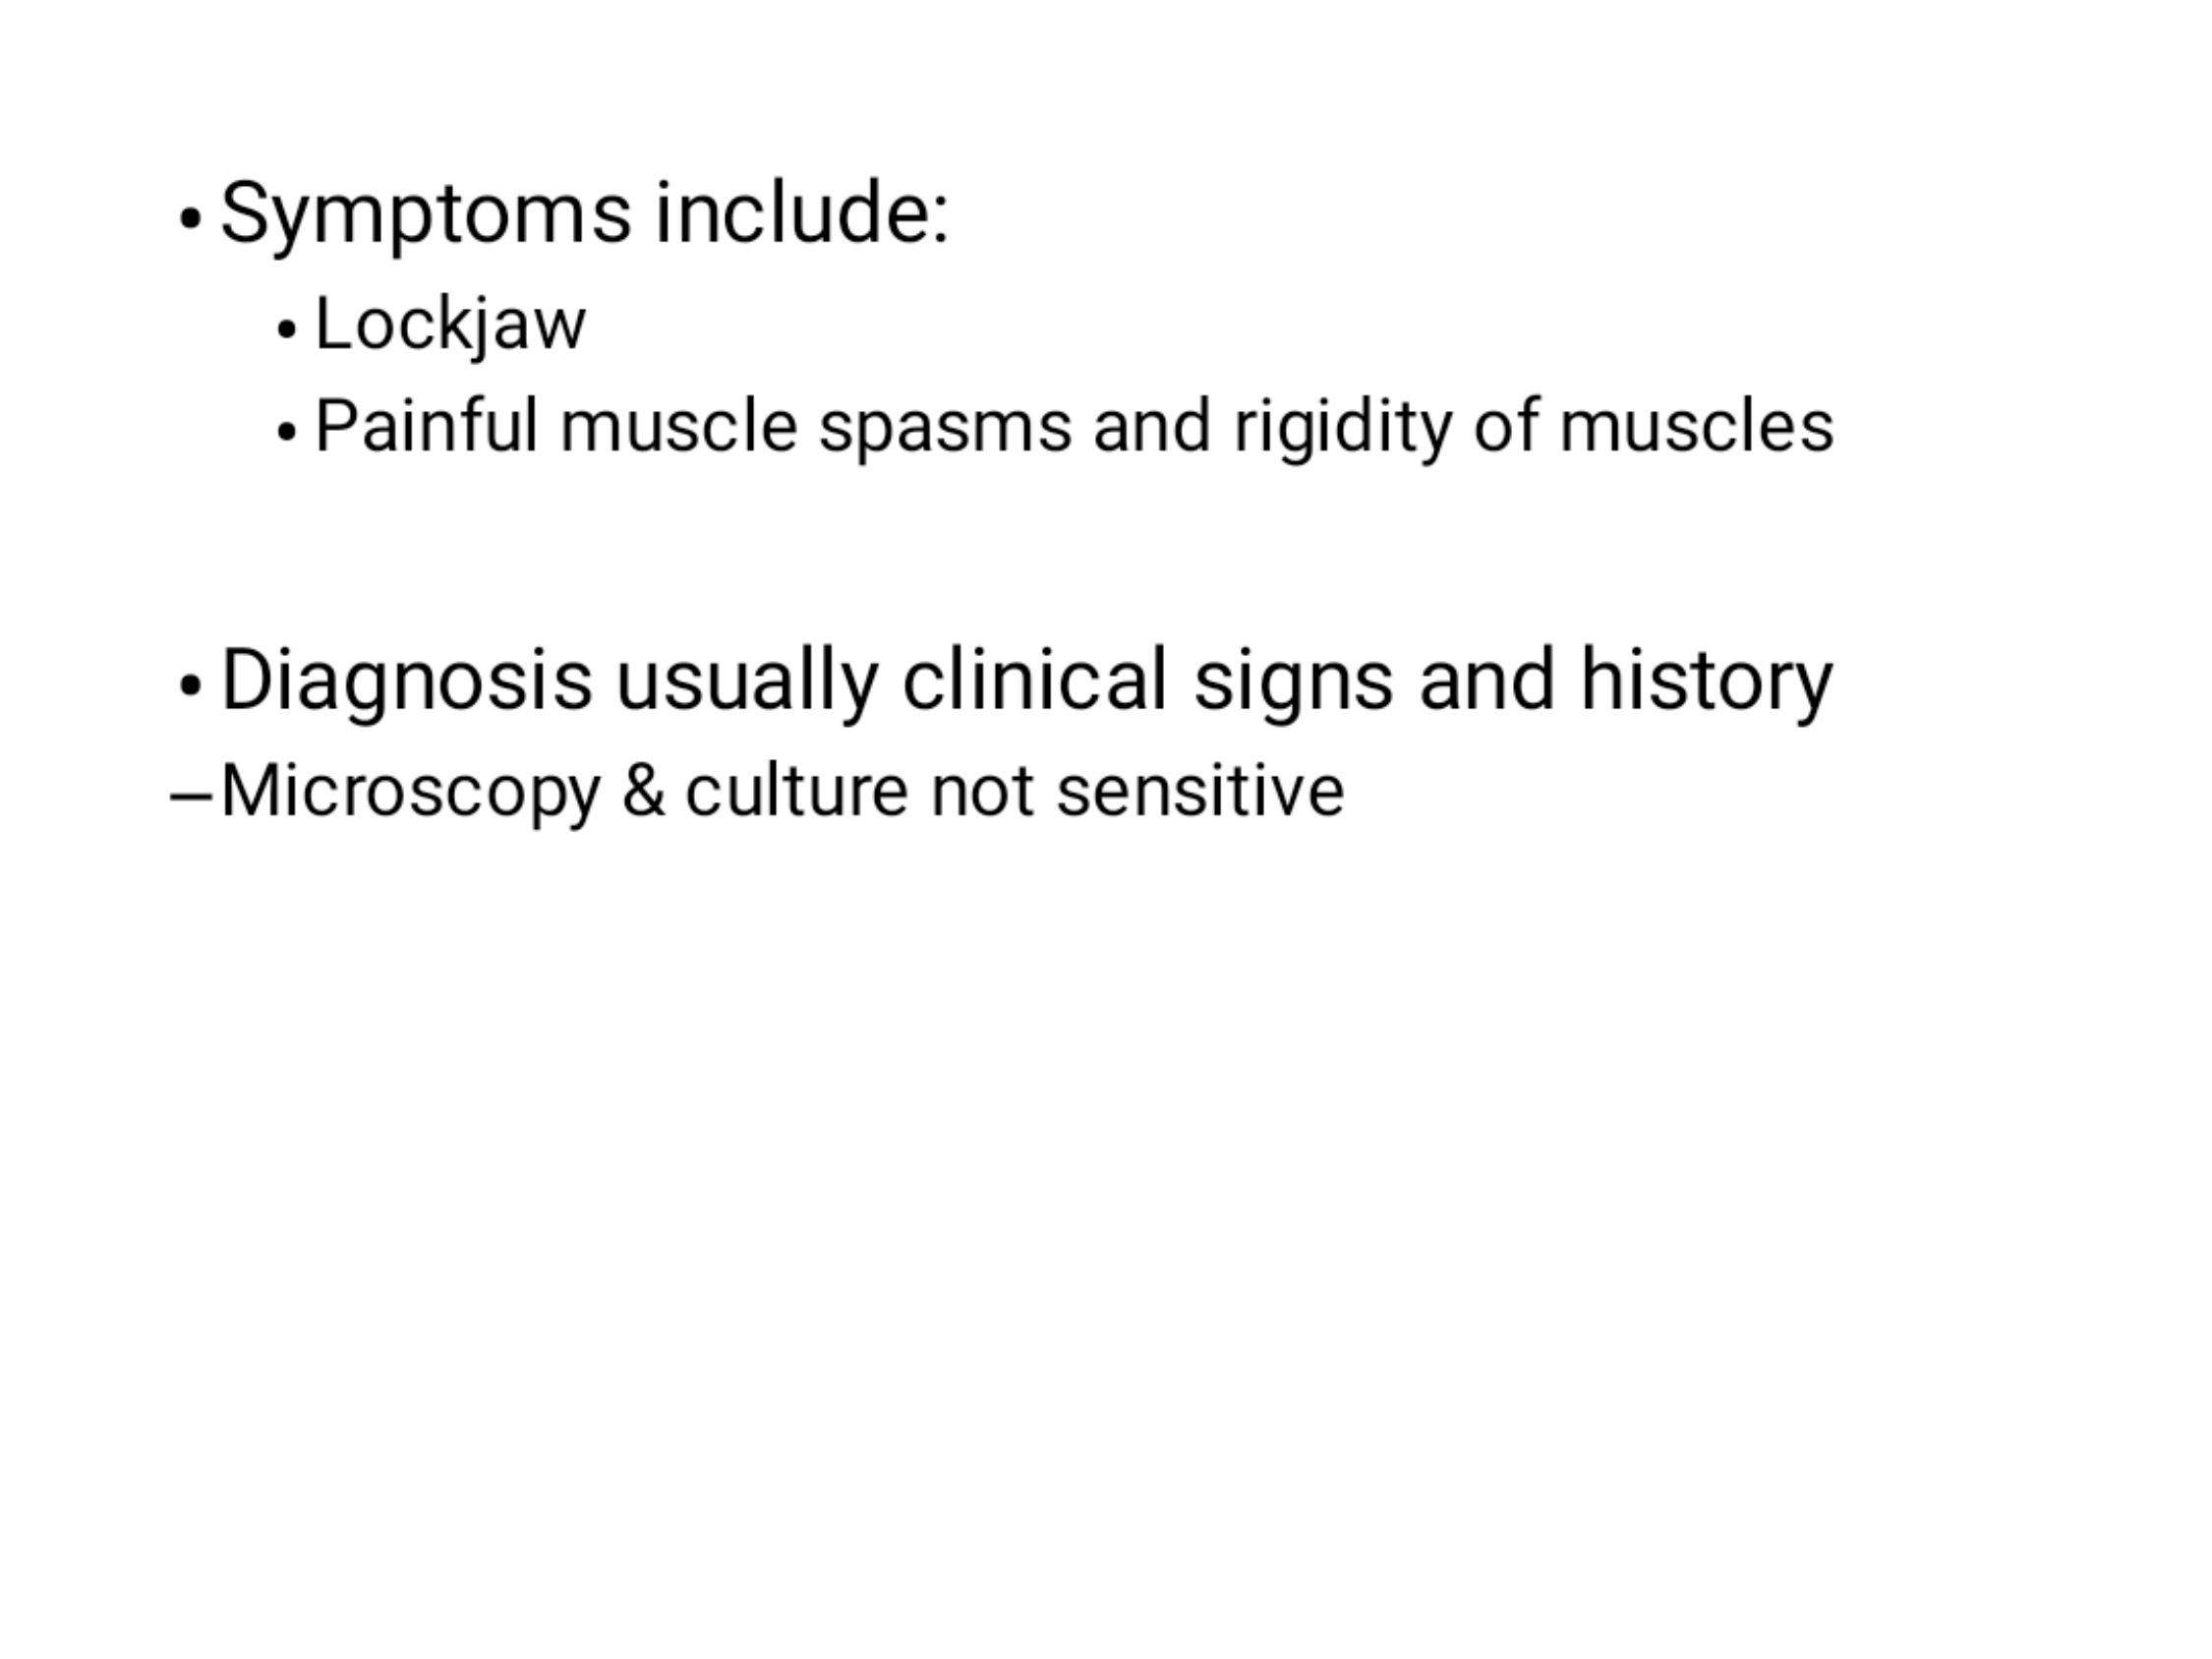 • Symptoms include:
• Lockjaw
• Painful muscle spasms and rigidity of muscles
• Diagnosis usually clinical signs and history
–Microscopy & culture not sensitive